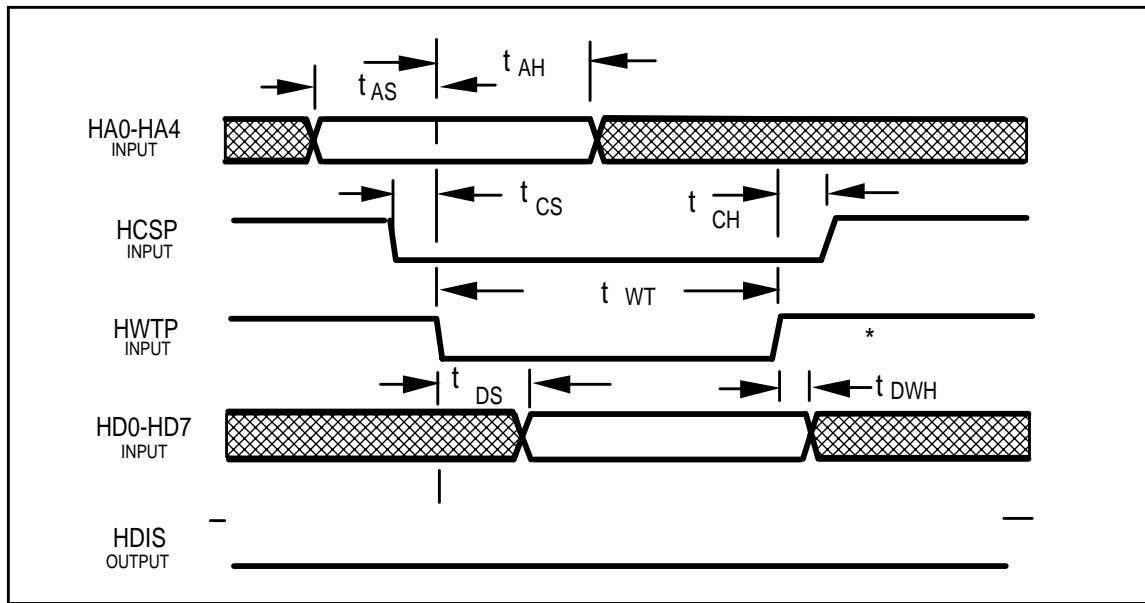 t AH
t AS
HA0-HA4
INPUT
t CS
t CH
HCSP
INPUT
t WT
HWTP
INPUT
*
t DS
t DWH
HD0-HD7
INPUT
HDIS
OUTPUT